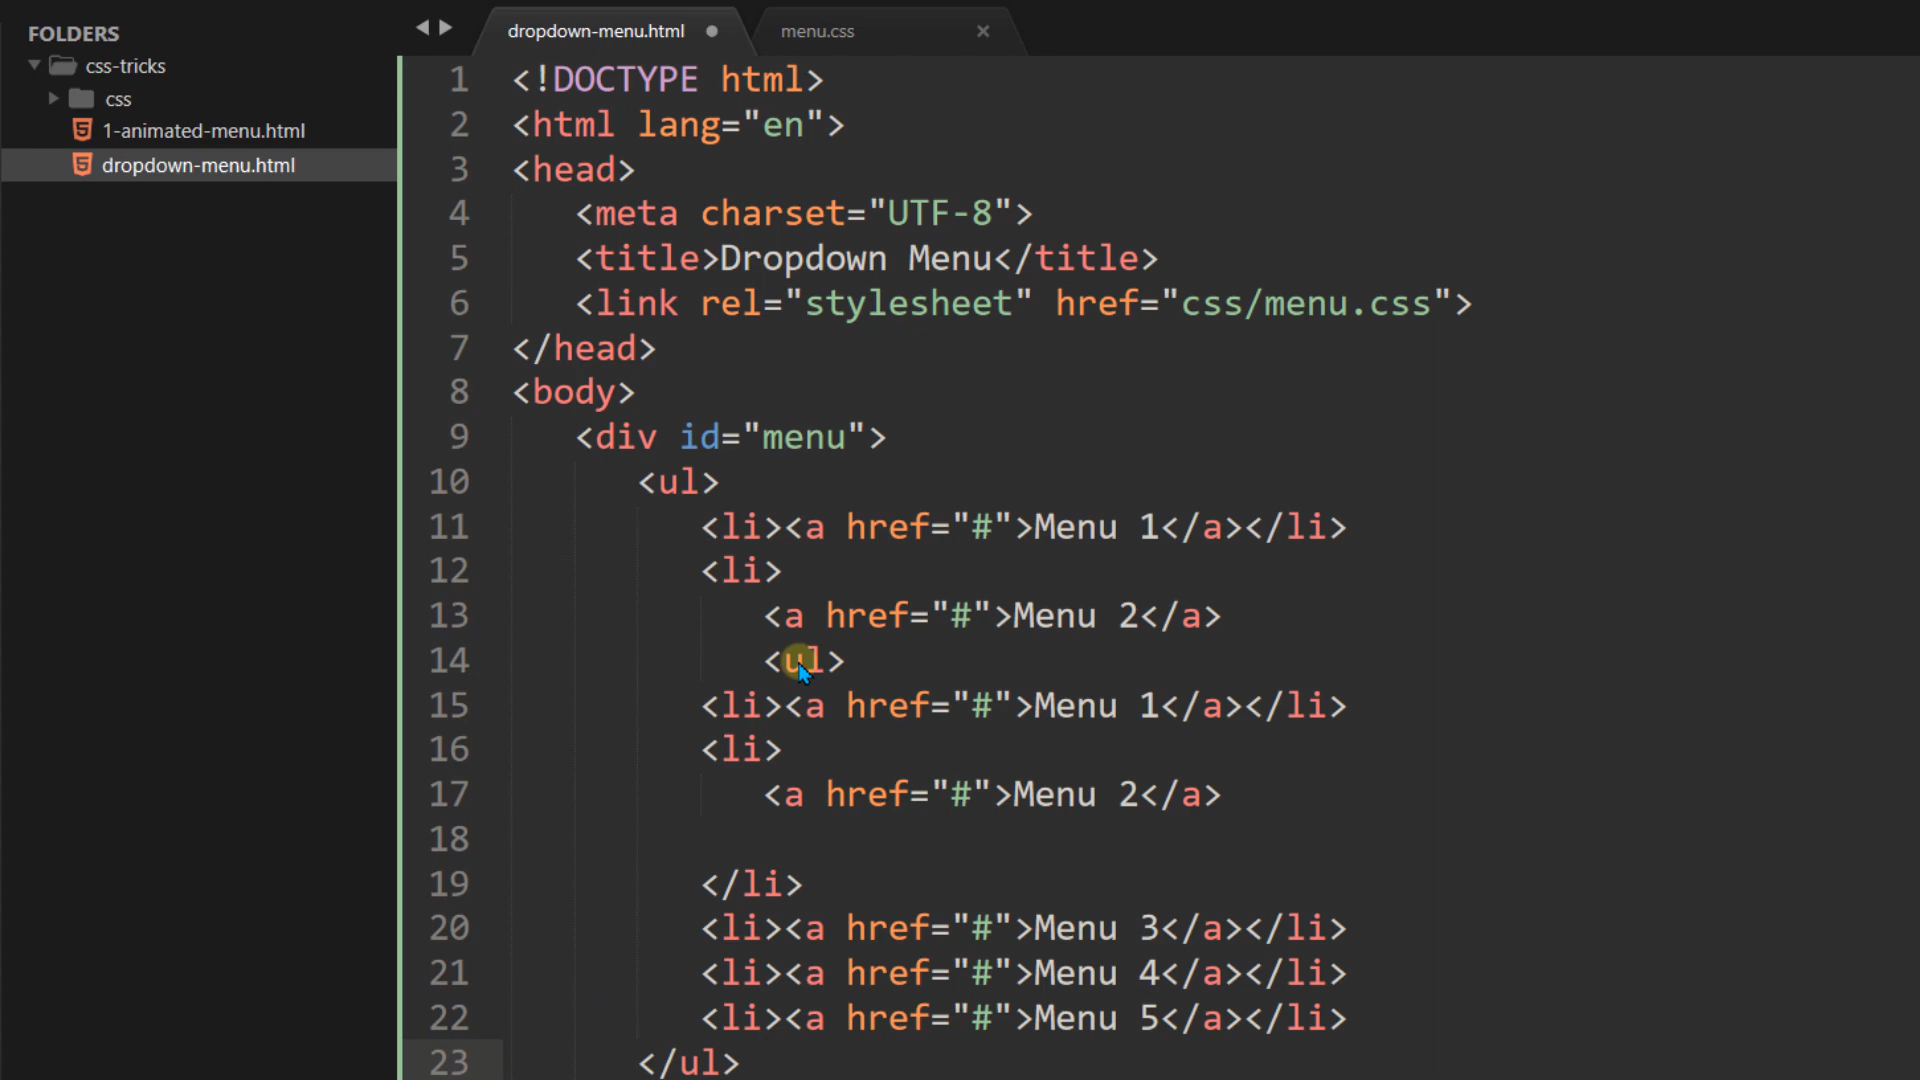 FOLDERS
css-tricks
css
1-animated-menu.html
dropdown-menu.html
dropdown-menu.html
menu.css
1 <!DOCTYPE html>
2 <html lang="en">
3 <head>
4 <meta charset="UTF-8">
5 <title>Dropdown Menu</title>
6 <link rel="stylesheet" href="css/menu.css">
7 </head>
8 <body>
9 <div id="menu">
10 <ul>
11 <li><a href="#">Menu 1</a></li>
12 <li>
13 <a href="#">Menu 2</a>
14 <ul>
15 <li><a href="#">Menu 1</a></li>
16 <li>
17 <a href="#">Menu 2</a>
18
19 </li>
20 <li><a href="#">Menu 3</a></li>
21 <li><a href="#">Menu 4</a></li>
22 <li><a href="#">Menu 5</a></li>
23 </ul>